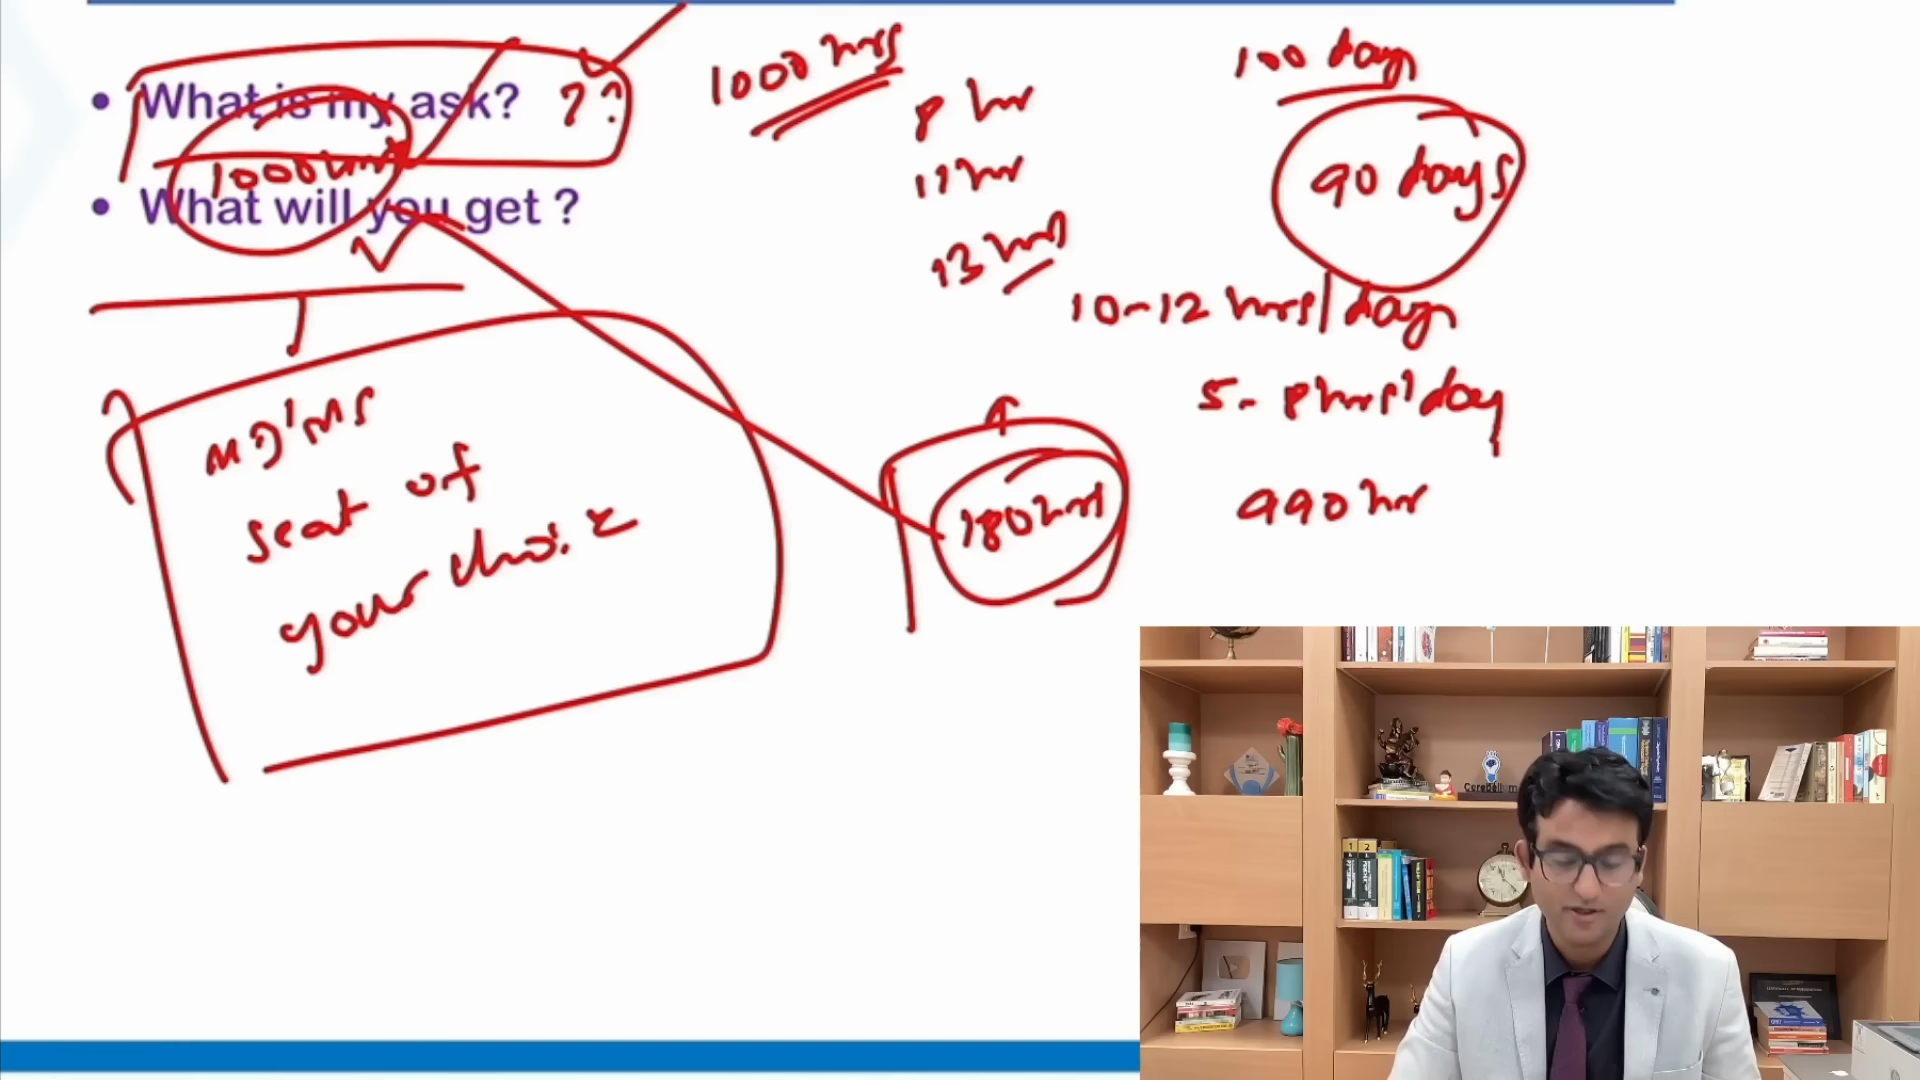 • What is my ask? ??
1000 hrs
• What will you get ?
1000 hrs
8 hr
11 hr
13 hrs
100 days
90 days
10-12 hrs/day
5-8 hrs/day
990 hr
180 hrs
MD/MS
seat of
your choice